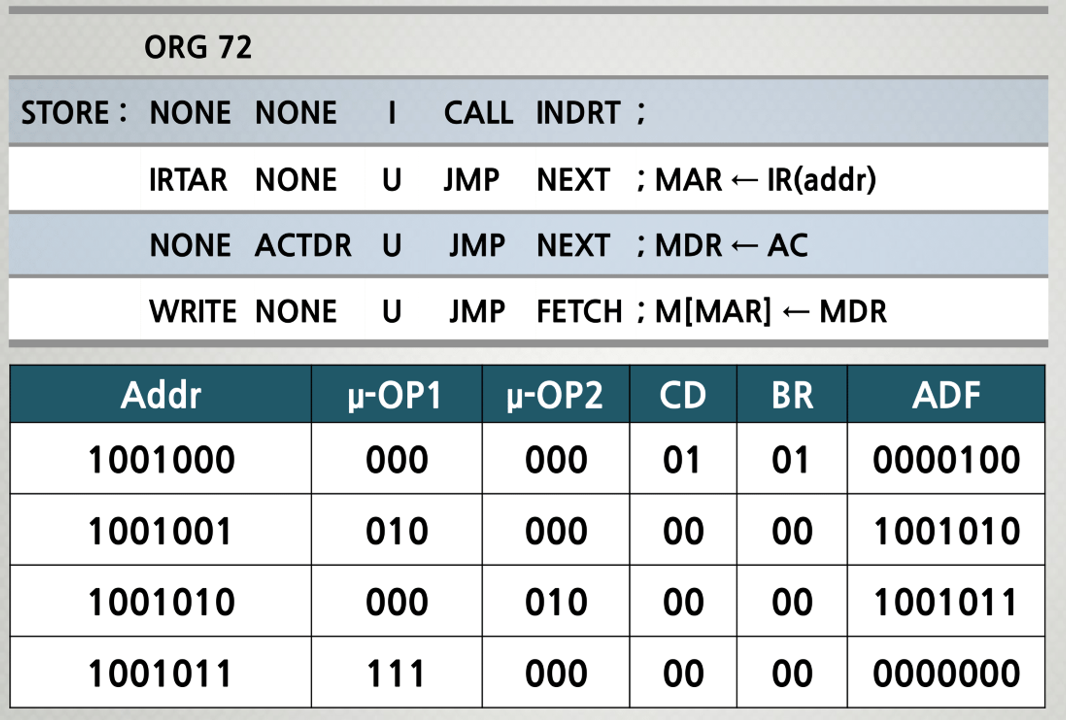 ORG 72
STORE : NONE NONE I CALL INDRT ;
IRTAR NONE U JMP NEXT ; MAR ← IR(addr)
NONE ACTDR U JMP NEXT ; MDR ← AC
WRITE NONE U JMP FETCH ; M[MAR] ← MDR
Addr μ-OP1 μ-OP2 CD BR ADF
1001000 000 000 01 01 0000100
1001001 010 000 00 00 1001010
1001010 000 010 00 00 1001011
1001011 111 000 00 00 0000000